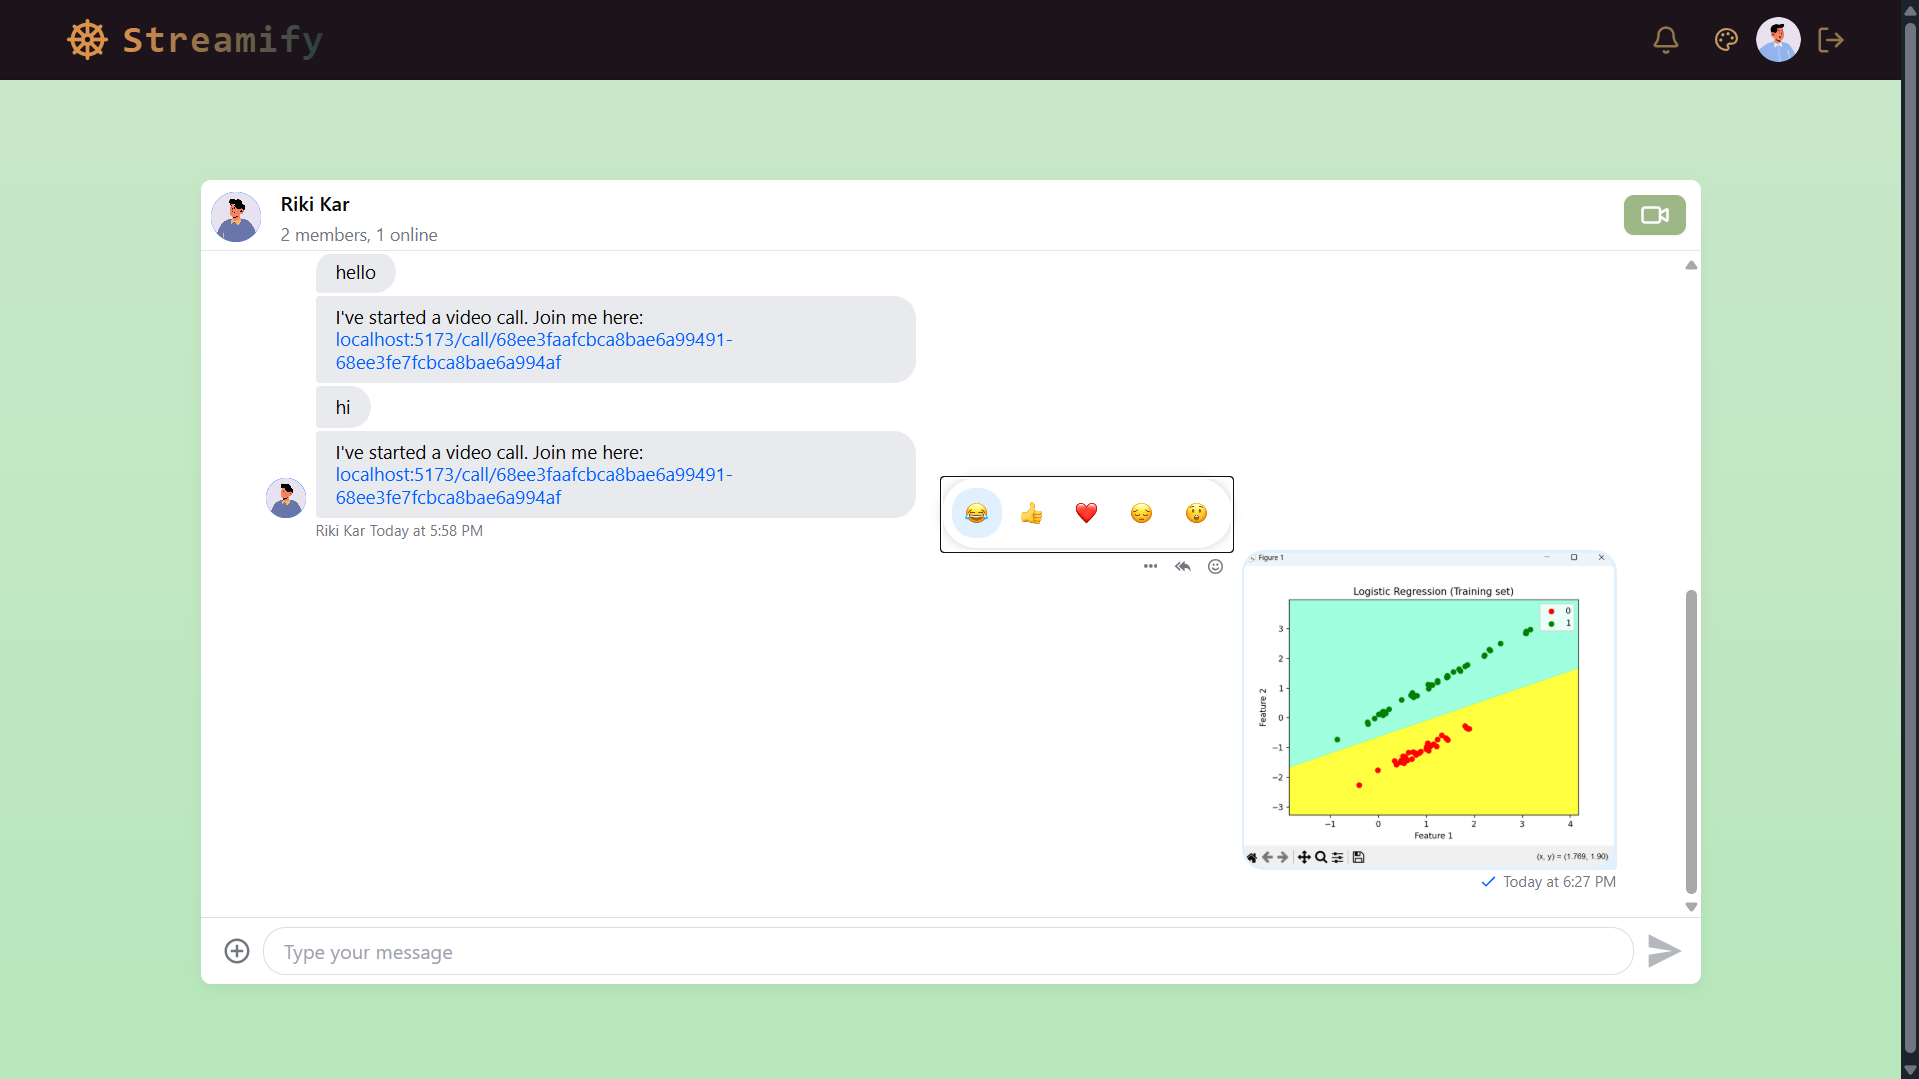 Streamify
Riki Kar
2 members, 1 online
hello
I've started a video call. Join me here:
localhost:5173/call/68ee3faafcbca8bae6a99491-
68ee3fe7fcbca8bae6a994af
hi
I've started a video call. Join me here:
localhost:5173/call/68ee3faafcbca8bae6a99491-
68ee3fe7fcbca8bae6a994af
Riki Kar Today at 5:58 PM
Figure 1
Logistic Regression (Training set)
0
1
3
2
1
0
−1
−2
−3
Feature 2
−1 0 1 2 3 4
Feature 1
(x, y) = (1.769, 1.90)
Today at 6:27 PM
Type your message